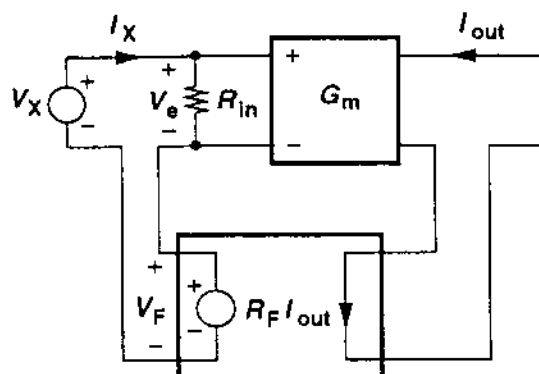 I_X
I_out
+
+
+
V_X
V_e
R_in
G_m
-
-
-
+
+
V_F
R_F I_out
-
-